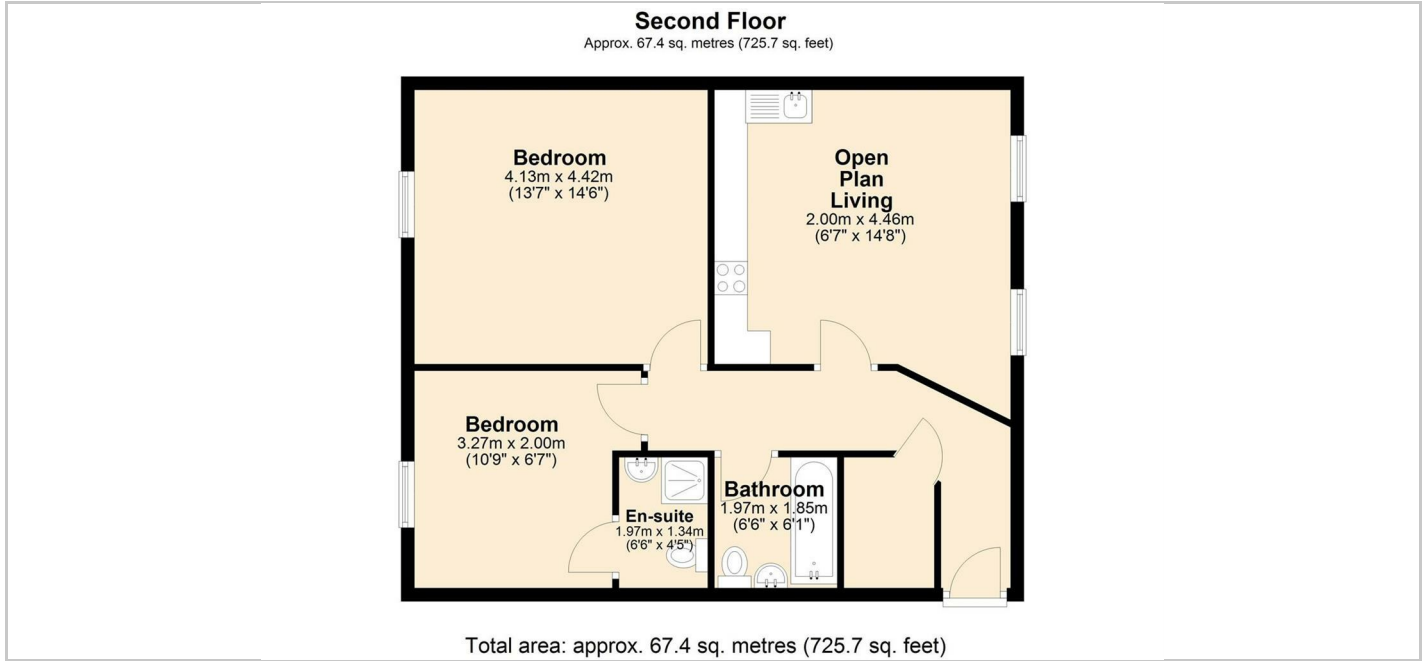 Second Floor
Approx. 67.4 sq. metres (725.7 sq. feet)
Bedroom
4.13m x 4.42m
(13'7" x 14'6")
Open
Plan
Living
2.00m x 4.46m
(6'7" x 14'8")
Bedroom
3.27m x 2.00m
(10'9" x 6'7")
En-suite
1.97m x 1.34m
(6'6" x 4'5")
Bathroom
1.97m x 1.85m
(6'6" x 6'1")
Total area: approx. 67.4 sq. metres (725.7 sq. feet)